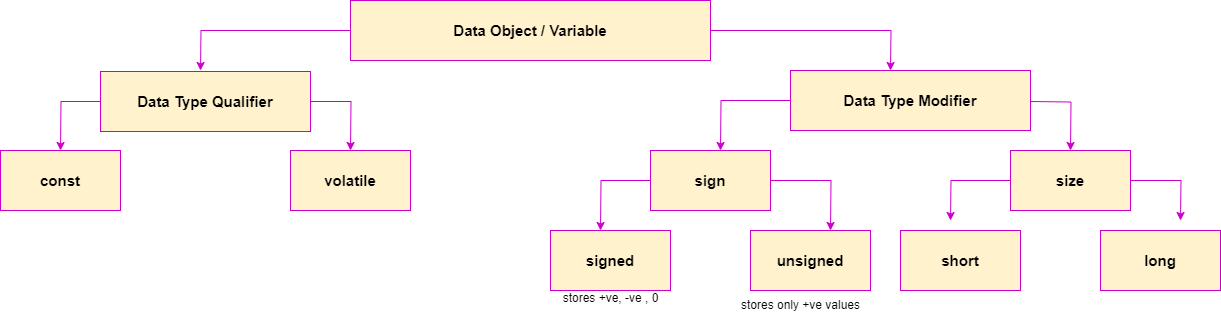 Data Object / Variable
Data Type Qualifier
Data Type Modifier
const
volatile
sign
size
signed
unsigned
short
long
stores +ve, -ve , 0
stores only +ve values